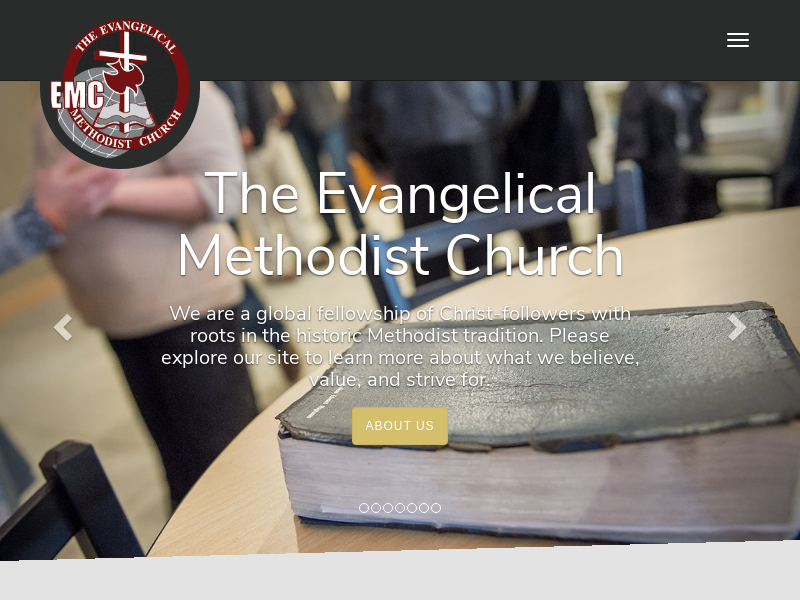 THE EVANGELICAL
EMC
METHODIST CHURCH
The Evangelical
Methodist Church
We are a global fellowship of Christ-followers with
roots in the historic Methodist tradition. Please
explore our site to learn more about what we believe,
value, and strive for.
ABOUT US